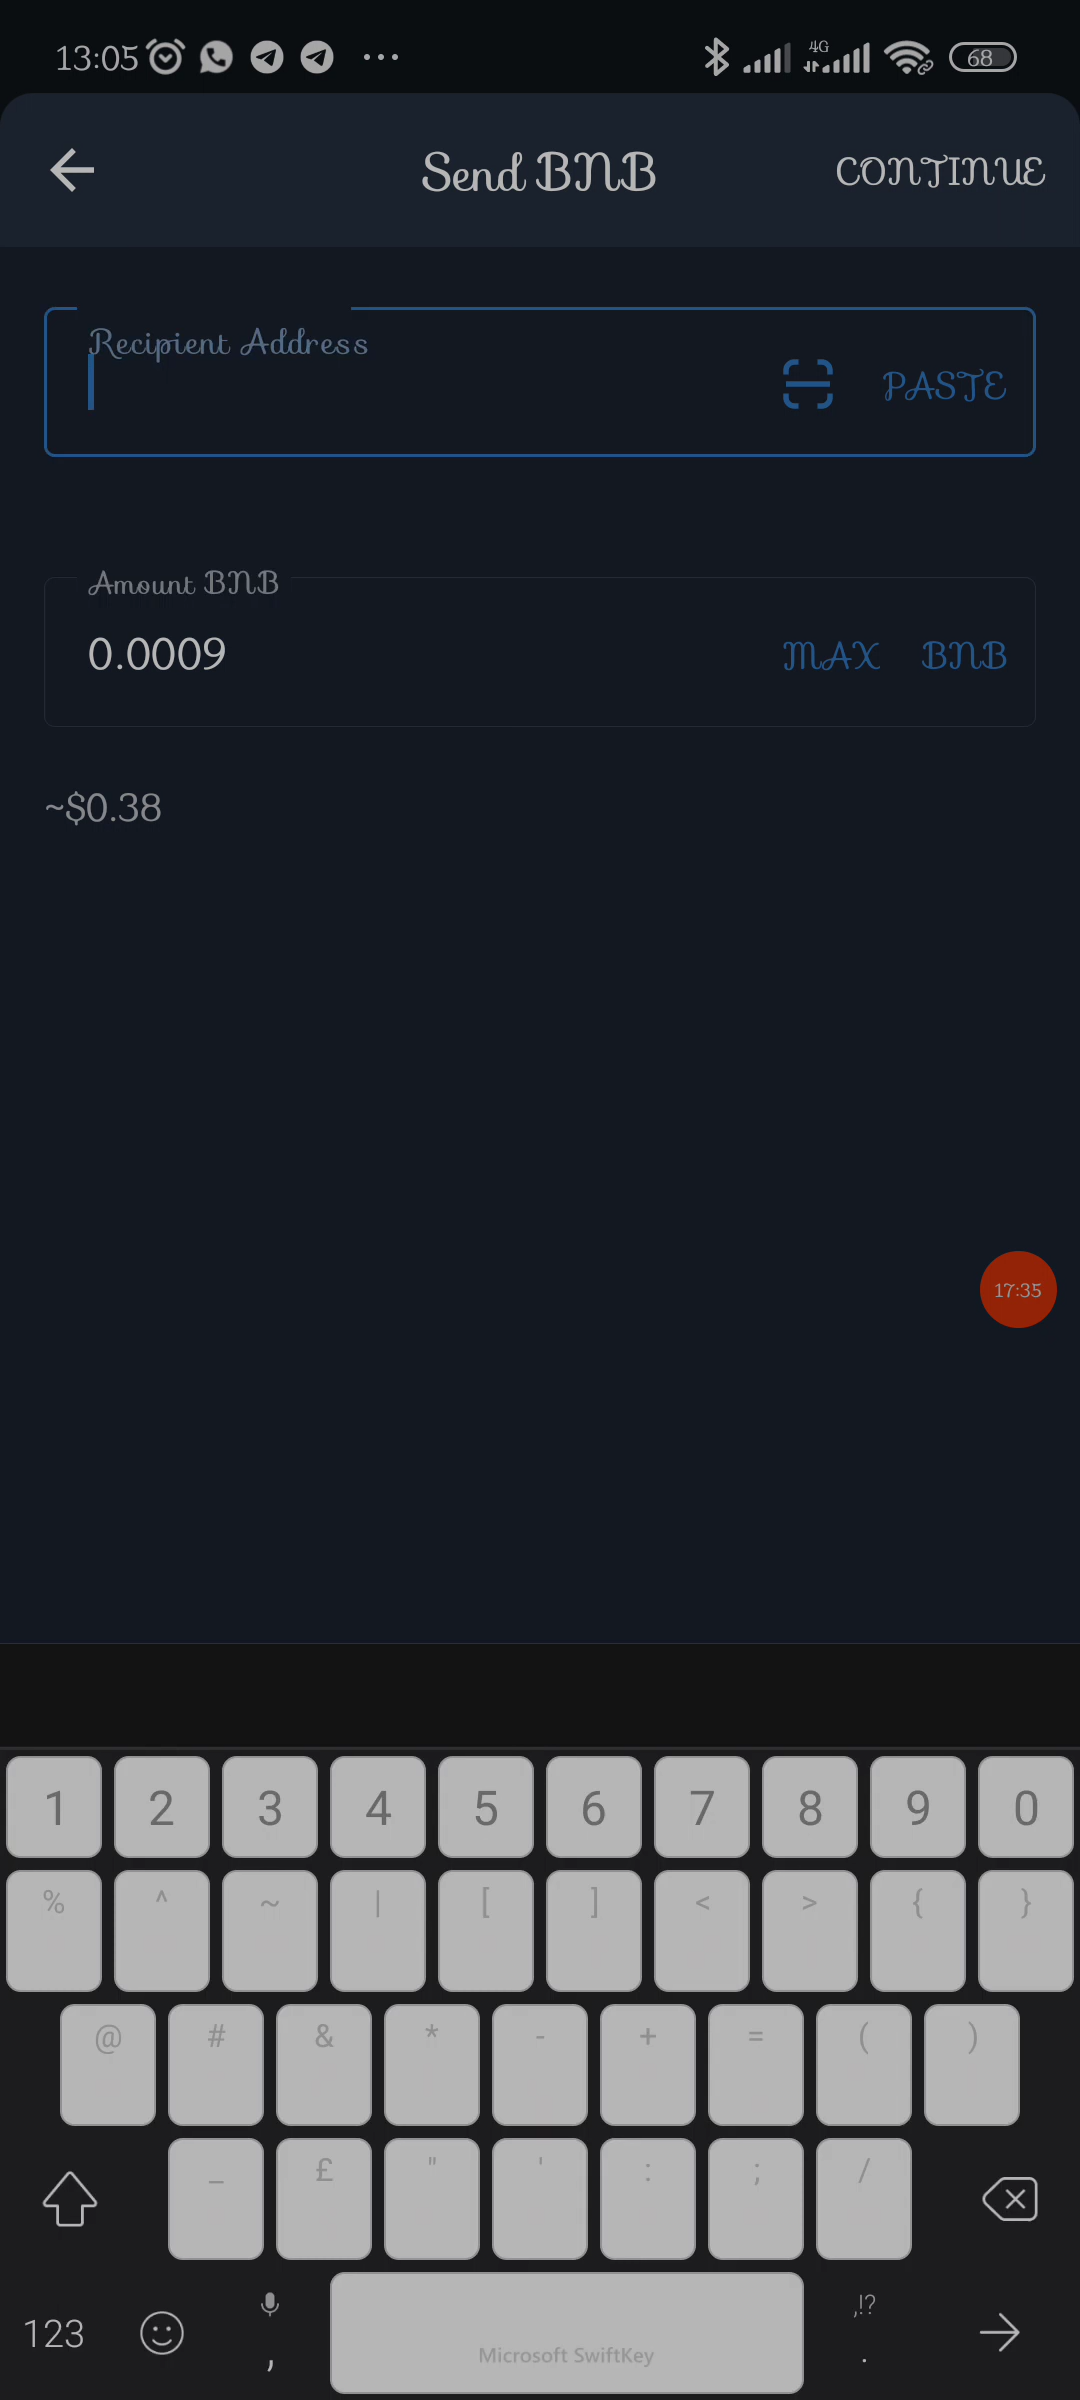 13:05 4G 68
Send BNB CONTINUE
Recipient Address
PASTE
Amount BNB
0.0009 MAX BNB
~$0.38
17:35
1 2 3 4 5 6 7 8 9 0
% ^ ~ | [ ] < > { }
@ # & * - + = ( )
_ £ " ' : ; /
123 , Microsoft SwiftKey ,!? .